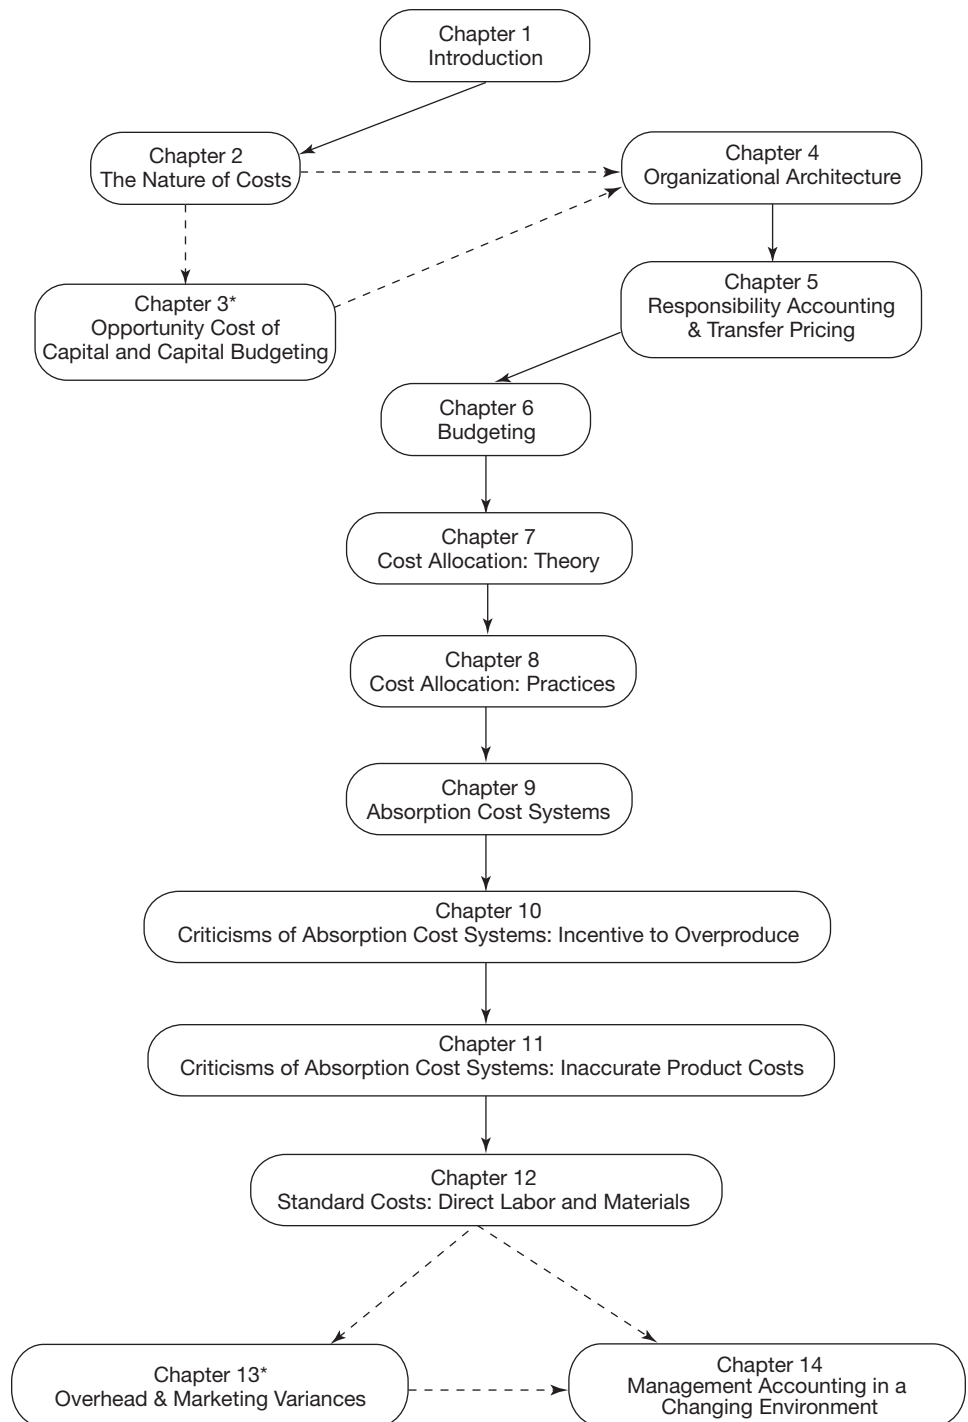 Chapter 1
Introduction
Chapter 2
The Nature of Costs
Chapter 4
Organizational Architecture
Chapter 3*
Opportunity Cost of
Capital and Capital Budgeting
Chapter 5
Responsibility Accounting
& Transfer Pricing
Chapter 6
Budgeting
Chapter 7
Cost Allocation: Theory
Chapter 8
Cost Allocation: Practices
Chapter 9
Absorption Cost Systems
Chapter 10
Criticisms of Absorption Cost Systems: Incentive to Overproduce
Chapter 11
Criticisms of Absorption Cost Systems: Inaccurate Product Costs
Chapter 12
Standard Costs: Direct Labor and Materials
Chapter 13*
Overhead & Marketing Variances
Chapter 14
Management Accounting in a
Changing Environment